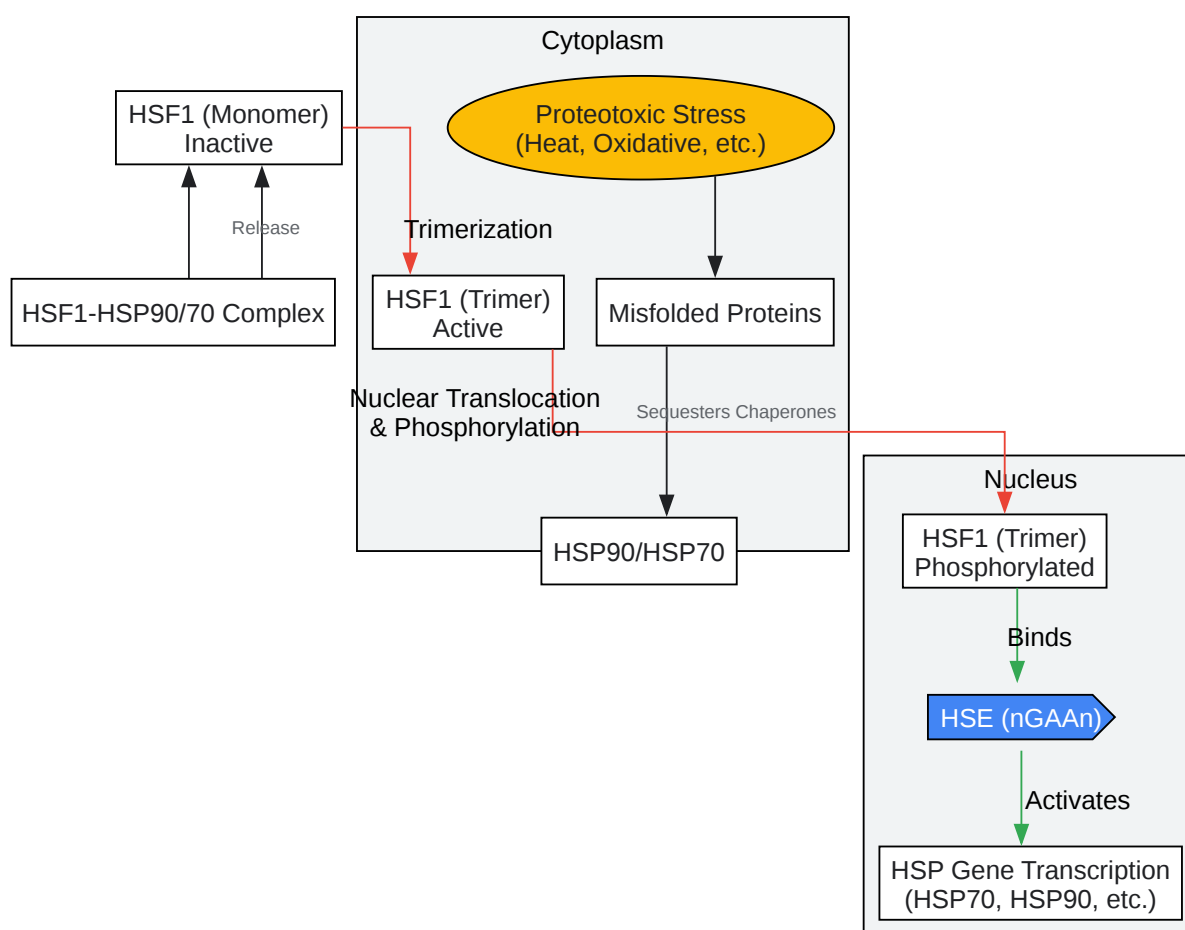 Cytoplasm
HSF1 (Monomer)
Inactive
Proteotoxic Stress
(Heat, Oxidative, etc.)
Release
Trimerization
HSF1-HSP90/70 Complex
HSF1 (Trimer)
Active
Misfolded Proteins
Nuclear Translocation
& Phosphorylation
Sequesters Chaperones
Nucleus
HSP90/HSP70
HSF1 (Trimer)
Phosphorylated
Binds
HSE (nGAAn)
Activates
HSP Gene Transcription
(HSP70, HSP90, etc.)